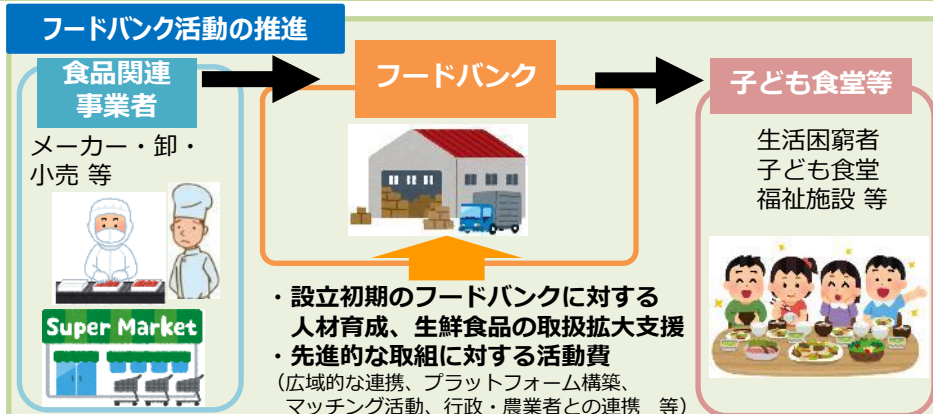 フードバンク活動の推進
食品関連
事業者
メーカー・卸・
小売 等
Super Market
フードバンク
・設立初期のフードバンクに対する
人材育成、生鮮食品の取扱拡大支援
・先進的な取組に対する活動費
（広域的な連携、プラットフォーム構築、
マッチング活動、行政・農業者との連携　等）
子ども食堂等
生活困窮者
子ども食堂
福祉施設 等